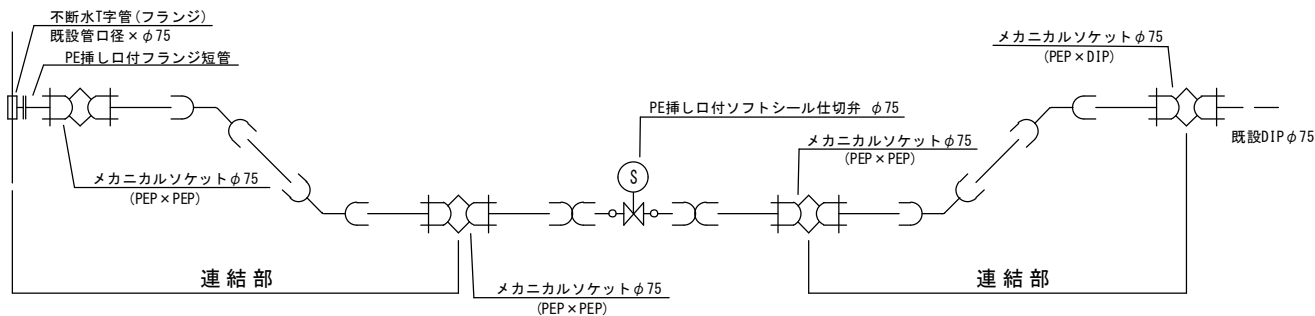 不断水T字管(フランジ)
既設管口径×φ75
PE挿し口付フランジ短管
メカニカルソケットφ75
(PEP×PEP)
連結部
メカニカルソケットφ75
(PEP×PEP)
PE挿し口付ソフトシール仕切弁 φ75
S
メカニカルソケットφ75
(PEP×PEP)
メカニカルソケットφ75
(PEP×DIP)
既設DIPφ75
連結部